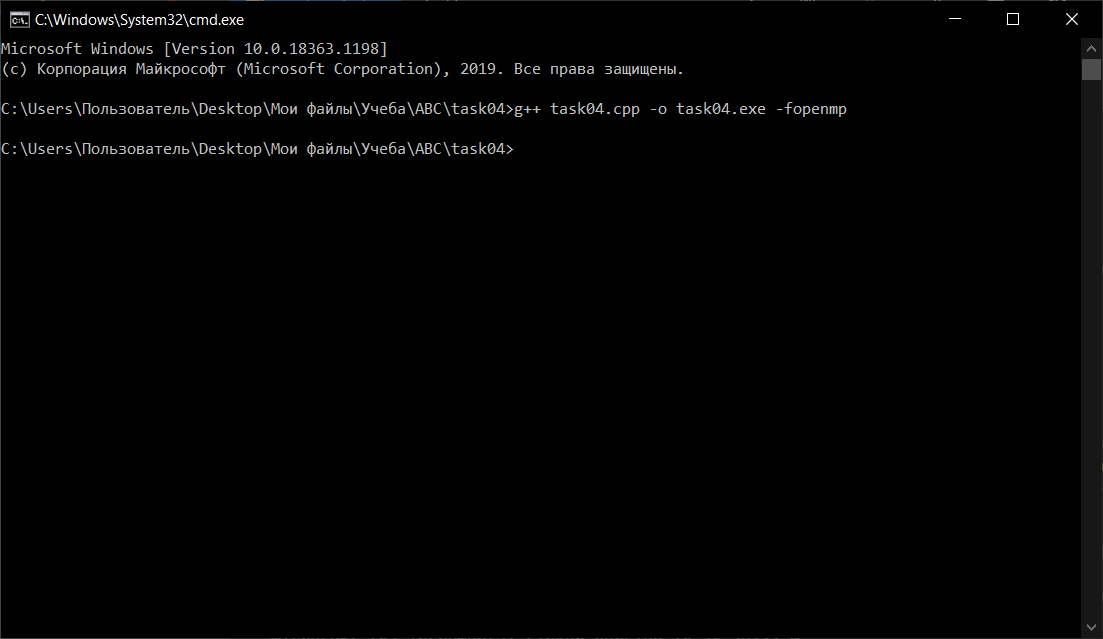 C:\Windows\System32\cmd.exe
Microsoft Windows [Version 10.0.18363.1198]
(c) Корпорация Майкрософт (Microsoft Corporation), 2019. Все права защищены.
C:\Users\Пользователь\Desktop\Мои файлы\Учеба\ABC\task04>g++ task04.cpp -o task04.exe -fopenmp
C:\Users\Пользователь\Desktop\Мои файлы\Учеба\ABC\task04>